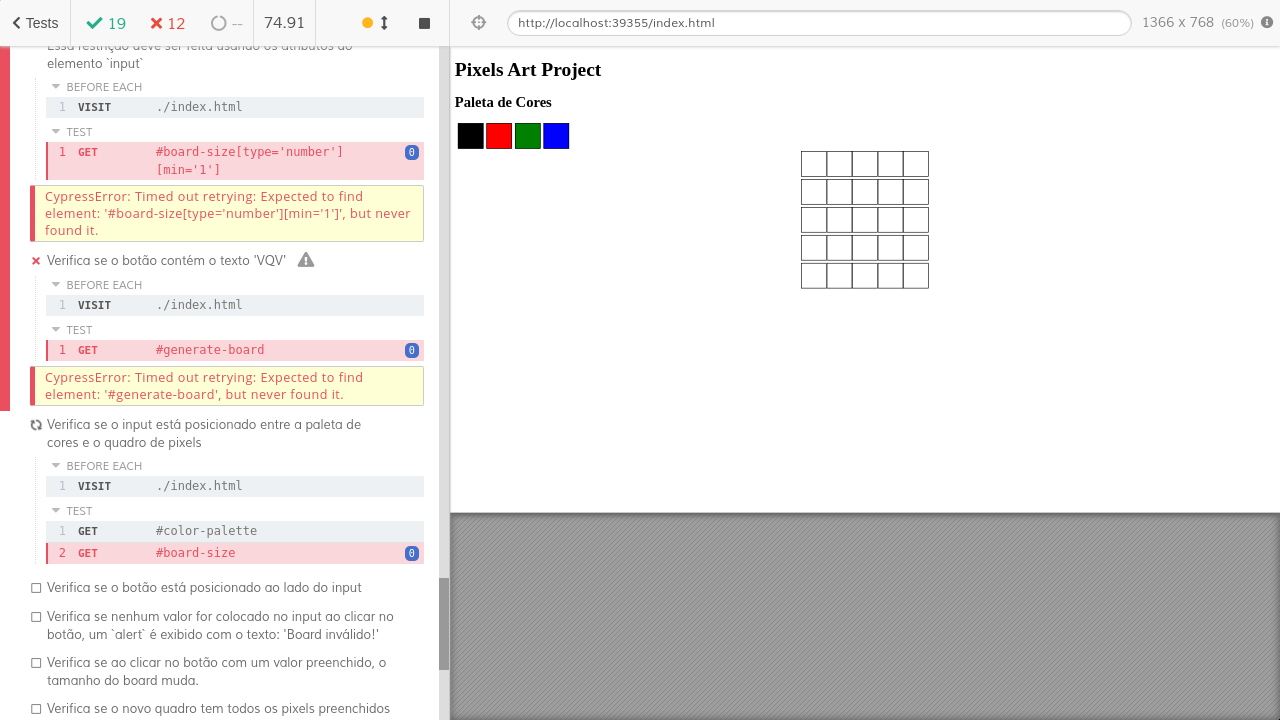 Tests 19 12 -- 74.91 http://localhost:39355/index.html 1366 x 768 (60%)
Essa restrição deve ser feita usando os atributos do
elemento `input`
BEFORE EACH
1 VISIT ./index.html
TEST
1 GET #board-size[type='number'] 0
[min='1']
CypressError: Timed out retrying: Expected to find
element: '#board-size[type='number'][min='1']', but never
found it.
Verifica se o botão contém o texto 'VQV'
BEFORE EACH
1 VISIT ./index.html
TEST
1 GET #generate-board 0
CypressError: Timed out retrying: Expected to find
element: '#generate-board', but never found it.
Verifica se o input está posicionado entre a paleta de
cores e o quadro de pixels
BEFORE EACH
1 VISIT ./index.html
TEST
1 GET #color-palette
2 GET #board-size 0
Verifica se o botão está posicionado ao lado do input
Verifica se nenhum valor for colocado no input ao clicar no
botão, um `alert` é exibido com o texto: 'Board inválido!'
Verifica se ao clicar no botão com um valor preenchido, o
tamanho do board muda.
Verifica se o novo quadro tem todos os pixels preenchidos
Pixels Art Project
Paleta de Cores